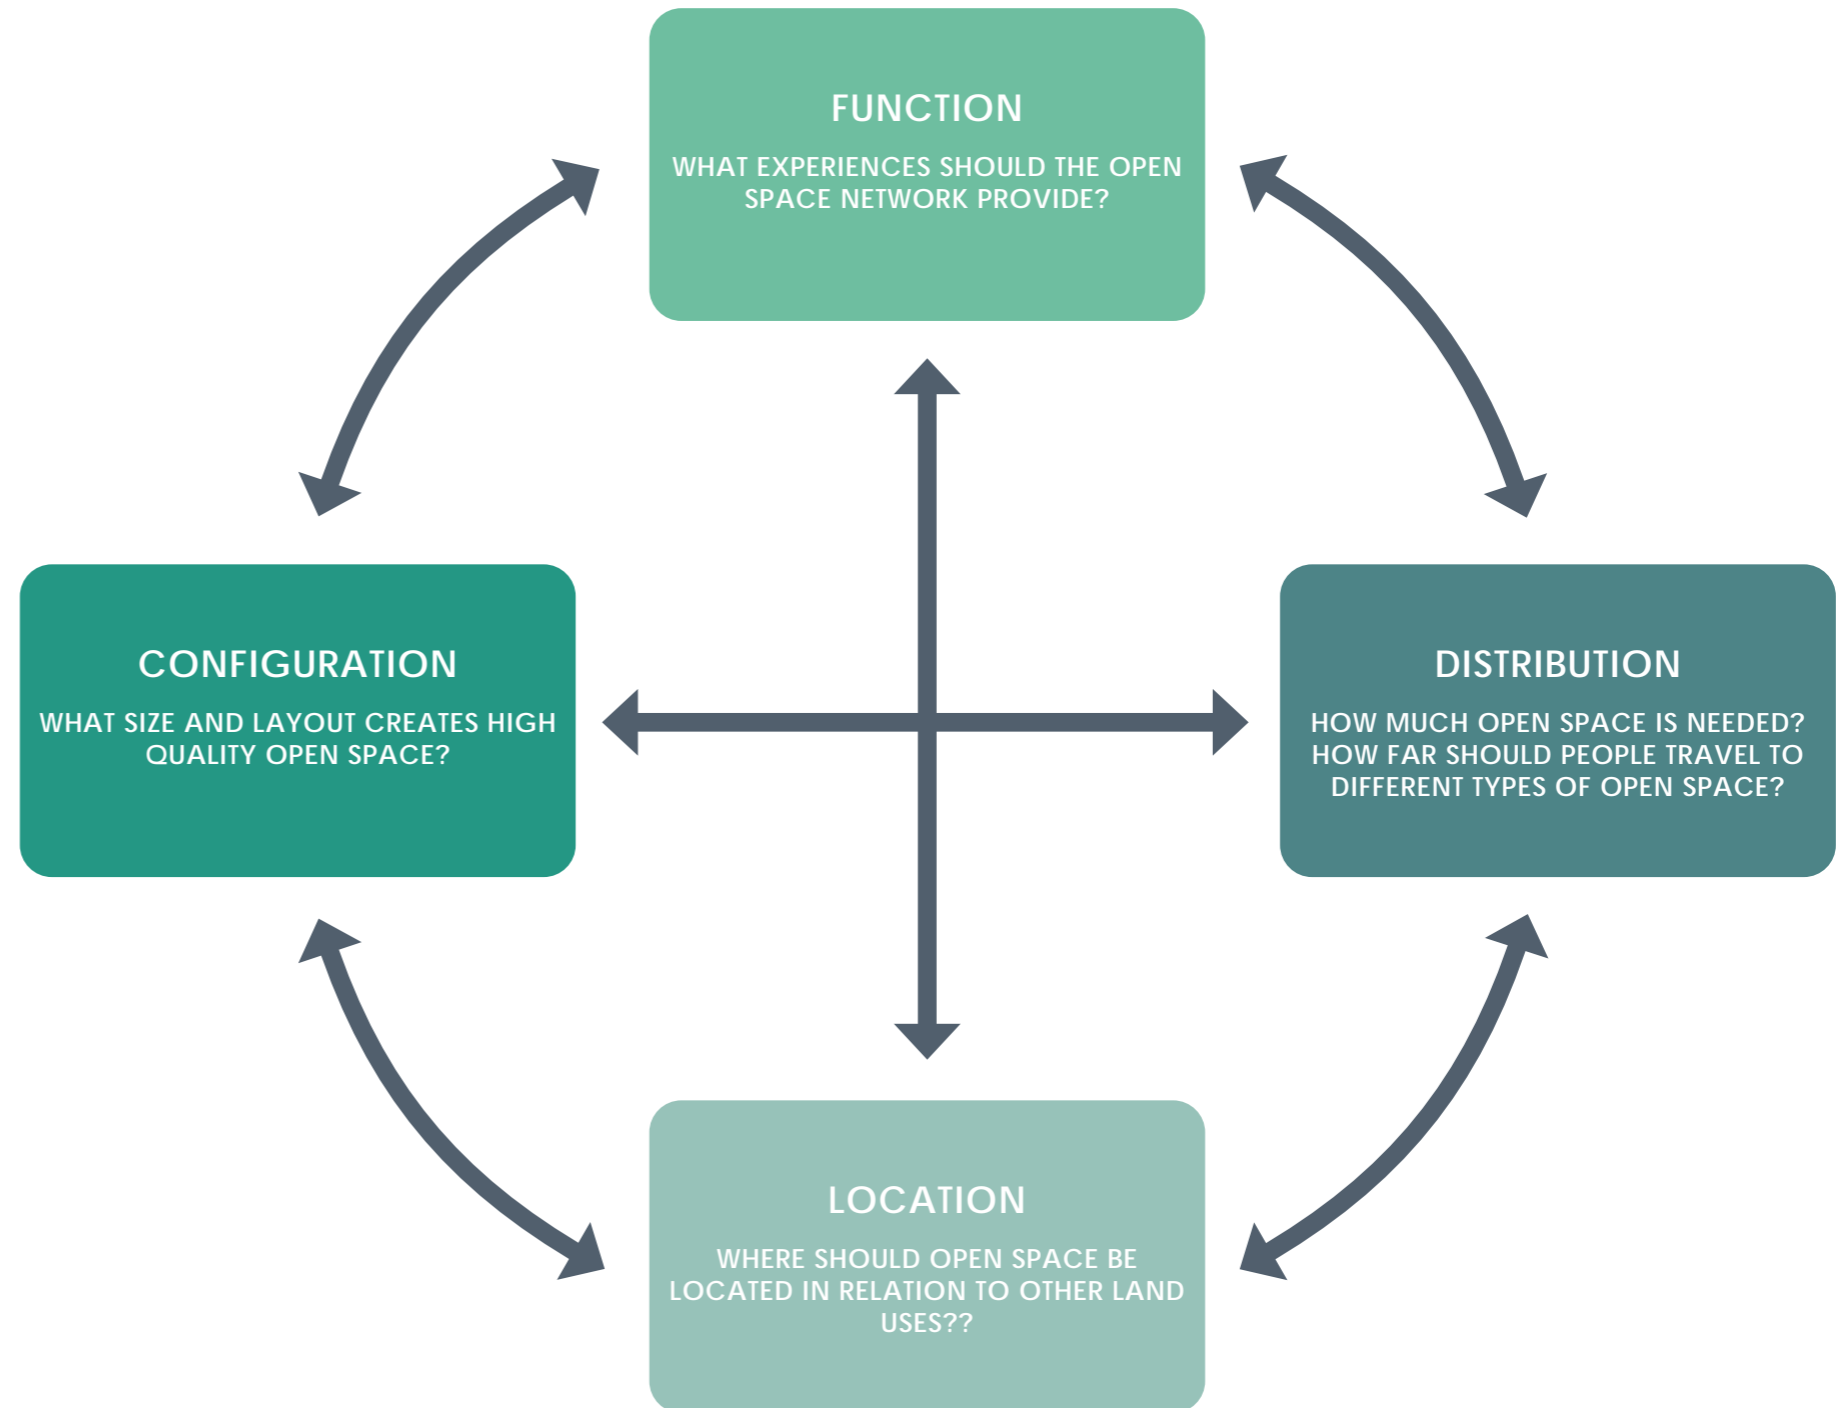 FUNCTION
WHAT EXPERIENCES SHOULD THE OPEN
SPACE NETWORK PROVIDE?
CONFIGURATION
WHAT SIZE AND LAYOUT CREATES HIGH
QUALITY OPEN SPACE?
DISTRIBUTION
HOW MUCH OPEN SPACE IS NEEDED?
HOW FAR SHOULD PEOPLE TRAVEL TO
DIFFERENT TYPES OF OPEN SPACE?
LOCATION
WHERE SHOULD OPEN SPACE BE
LOCATED IN RELATION TO OTHER LAND
USES??